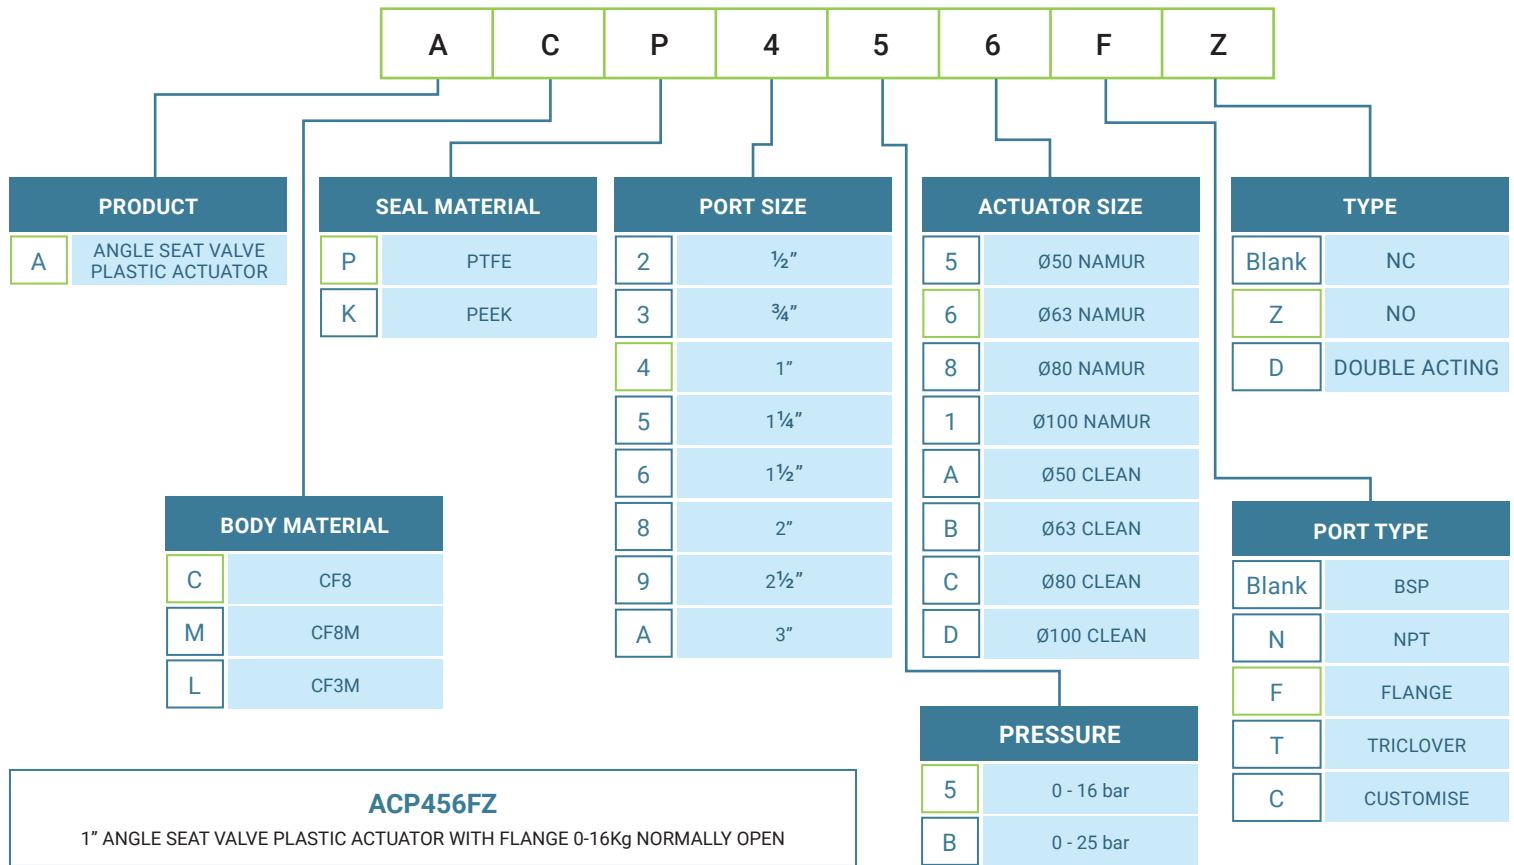 A C P 4 5 6 F Z
PRODUCT
A ANGLE SEAT VALVE
PLASTIC ACTUATOR
SEAL MATERIAL
P PTFE
K PEEK
PORT SIZE
2 ½”
3 ¾”
4 1”
5 1¼”
6 1½”
8 2”
9 2½”
A 3”
ACTUATOR SIZE
5 Ø50 NAMUR
6 Ø63 NAMUR
8 Ø80 NAMUR
1 Ø100 NAMUR
A Ø50 CLEAN
B Ø63 CLEAN
C Ø80 CLEAN
D Ø100 CLEAN
TYPE
Blank NC
Z NO
D DOUBLE ACTING
BODY MATERIAL
C CF8
M CF8M
L CF3M
PORT TYPE
Blank BSP
N NPT
F FLANGE
T TRICLOVER
C CUSTOMISE
PRESSURE
5 0 - 16 bar
B 0 - 25 bar
ACP456FZ
1” ANGLE SEAT VALVE PLASTIC ACTUATOR WITH FLANGE 0-16Kg NORMALLY OPEN